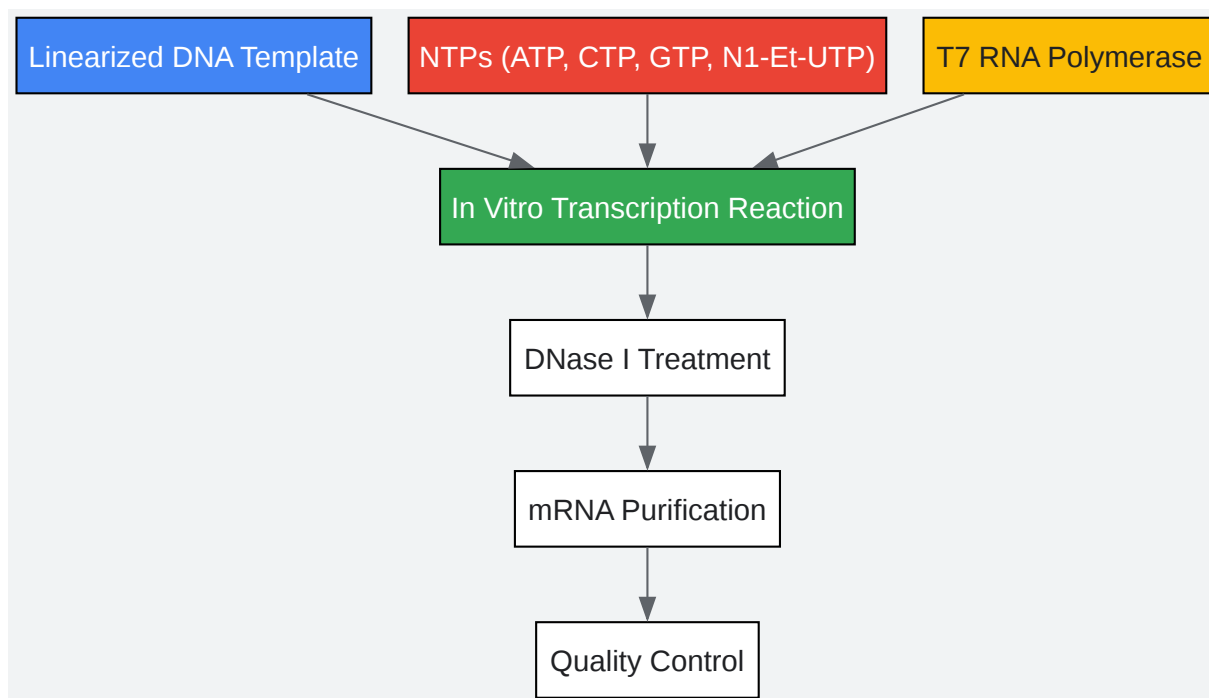 Linearized DNA Template
NTPs (ATP, CTP, GTP, N1-Et-UTP)
T7 RNA Polymerase
In Vitro Transcription Reaction
DNase I Treatment
mRNA Purification
Quality Control